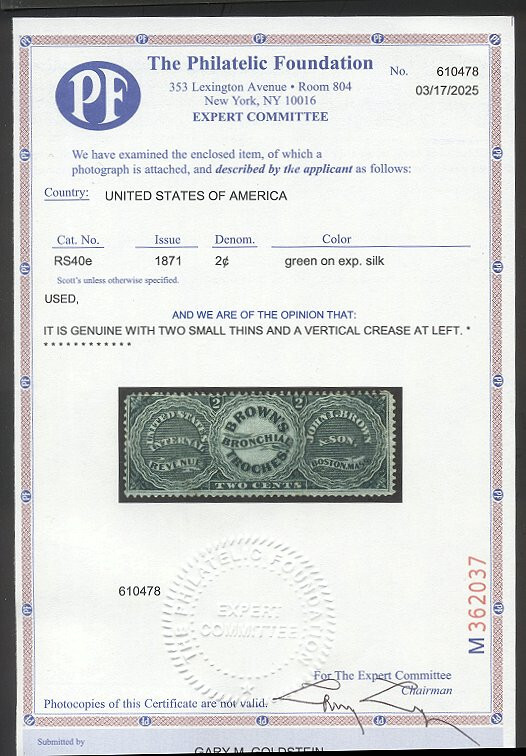 PF
The Philatelic Foundation
353 Lexington Avenue • Room 804
New York, NY 10016
EXPERT COMMITTEE
No. 610478
03/17/2025
We have examined the enclosed item, of which a
photograph is attached, and described by the applicant as follows:
Country: UNITED STATES OF AMERICA
Cat. No. Issue Denom. Color
RS40e 1871 2¢ green on exp. silk
Scott's unless otherwise specified.
USED,
AND WE ARE OF THE OPINION THAT:
IT IS GENUINE WITH TWO SMALL THINS AND A VERTICAL CREASE AT LEFT. *
* * * * * * * * * * * *
2 2
UNITED STATES
INTERNAL
REVENUE
BROWN'S
BRONCHIAL
TROCHES
JOHN I. BROWN
& SON.
BOSTON, MASS.
TWO CENTS
610478
THE PHILATELIC FOUNDATION
EXPERT
COMMITTEE
M 362037
For The Expert Committee
Chairman
Photocopies of this Certificate are not valid.
Submitted by
GARY M. GOLDSTEIN